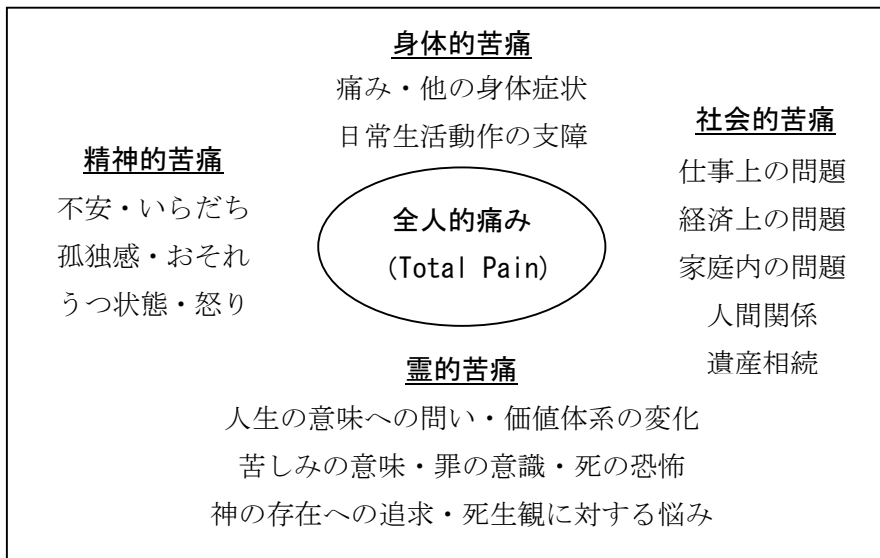 身体的苦痛
痛み・他の身体症状
日常生活動作の支障
精神的苦痛
不安・いらだち
孤独感・おそれ
うつ状態・怒り
全人的痛み
(Total Pain)
社会的苦痛
仕事上の問題
経済上の問題
家庭内の問題
人間関係
遺産相続
霊的苦痛
人生の意味への問い・価値体系の変化
苦しみの意味・罪の意識・死の恐怖
神の存在への追求・死生観に対する悩み